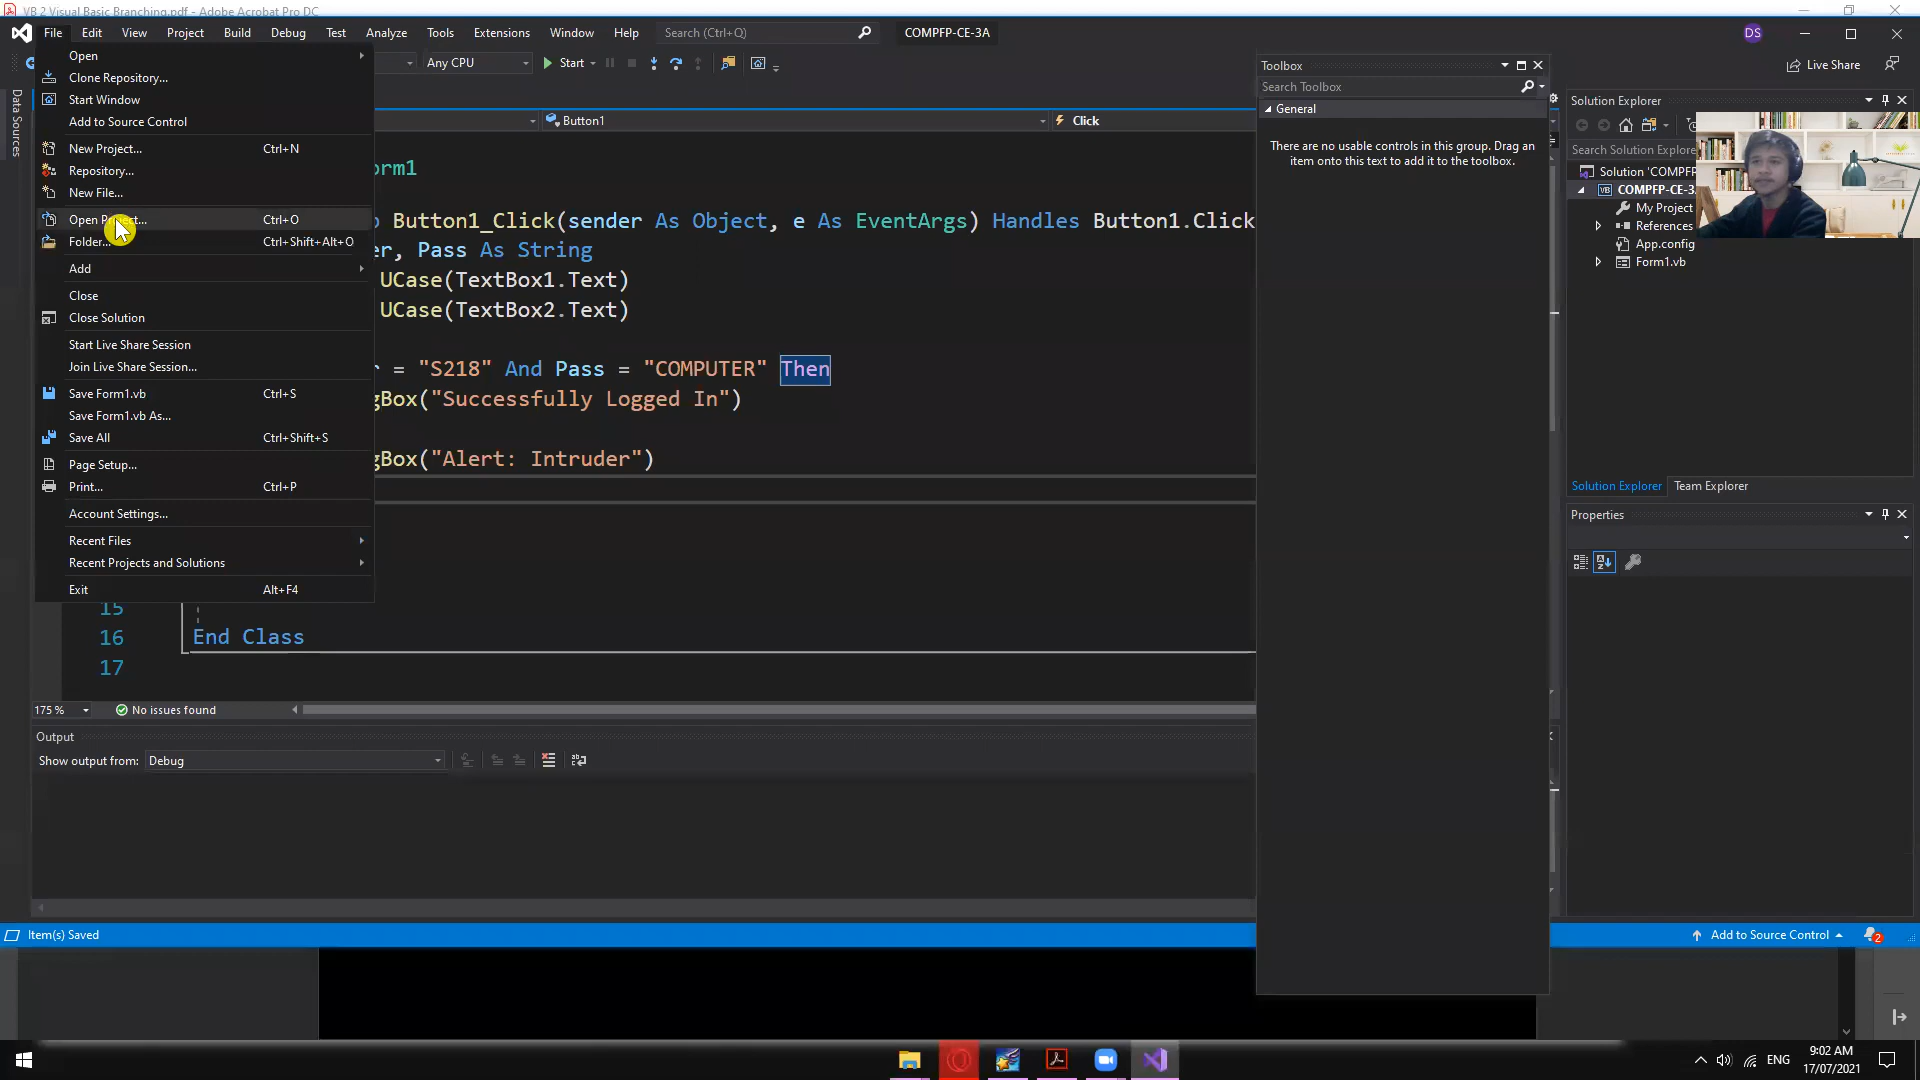 VB 2 Visual Basic Branching.pdf - Adobe Acrobat Pro DC
File Edit View Project Build Debug Test Analyze Tools Extensions Window Help Search (Ctrl+Q) COMPFP-CE-3A DS
Any CPU Start Live Share
Open
Clone Repository...
Start Window
Add to Source Control
New Project... Ctrl+N
Repository...
New File...
Open Project... Ctrl+O
Folder... Ctrl+Shift+Alt+O
Add
Close
Close Solution
Start Live Share Session
Join Live Share Session...
Save Form1.vb Ctrl+S
Save Form1.vb As...
Save All Ctrl+Shift+S
Page Setup...
Print... Ctrl+P
Account Settings...
Recent Files
Recent Projects and Solutions
Exit Alt+F4
Data Sources
Button1 Click
orm1
Button1_Click(sender As Object, e As EventArgs) Handles Button1.Click
er, Pass As String
UCase(TextBox1.Text)
UCase(TextBox2.Text)
r = "S218" And Pass = "COMPUTER" Then
gBox("Successfully Logged In")
gBox("Alert: Intruder")
15
16 End Class
17
175 % No issues found
Output
Show output from: Debug
Item(s) Saved
Toolbox
Search Toolbox
General
There are no usable controls in this group. Drag an
item onto this text to add it to the toolbox.
Solution Explorer
Search Solution Explorer
Solution 'COMPFP
COMPFP-CE-3
My Project
References
App.config
Form1.vb
Solution Explorer Team Explorer
Properties
Add to Source Control 2
ENG 9:02 AM
17/07/2021